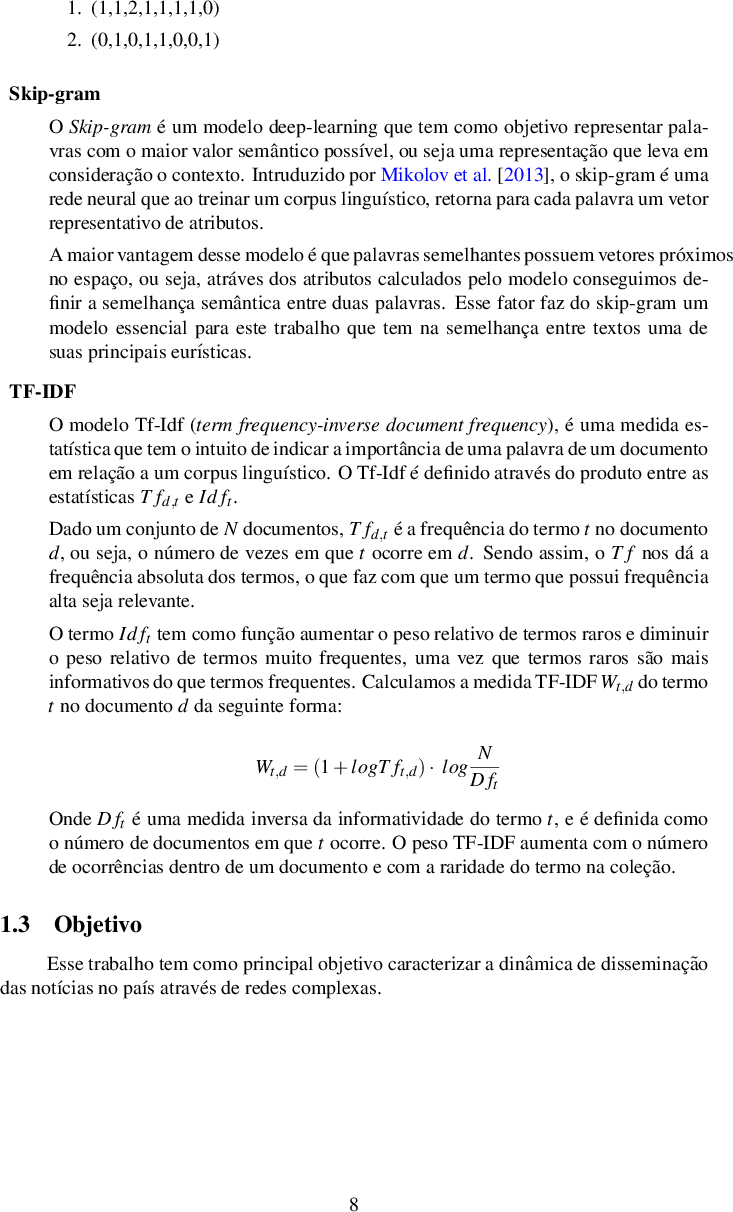 1. (1,1,2,1,1,1,1,0)
2. (0,1,0,1,1,0,0,1)
Skip-gram
O Skip-gram é um modelo deep-learning que tem como objetivo representar pala-
vras com o maior valor semântico possível, ou seja uma representação que leva em
consideração o contexto. Intruduzido por Mikolov et al. [2013], o skip-gram é uma
rede neural que ao treinar um corpus linguístico, retorna para cada palavra um vetor
representativo de atributos.
A maior vantagem desse modelo é que palavras semelhantes possuem vetores próximos
no espaço, ou seja, atráves dos atributos calculados pelo modelo conseguimos de-
finir a semelhança semântica entre duas palavras. Esse fator faz do skip-gram um
modelo essencial para este trabalho que tem na semelhança entre textos uma de
suas principais eurísticas.
TF-IDF
O modelo Tf-Idf (term frequency-inverse document frequency), é uma medida es-
tatística que tem o intuito de indicar a importância de uma palavra de um documento
em relação a um corpus linguístico. O Tf-Idf é definido através do produto entre as
estatísticas $Tf_{d,t}$ e $Idf_t$.
Dado um conjunto de N documentos, $Tf_{d,t}$ é a frequência do termo t no documento
d, ou seja, o número de vezes em que t ocorre em d. Sendo assim, o Tf nos dá a
frequência absoluta dos termos, o que faz com que um termo que possui frequência
alta seja relevante.
O termo $Idf_t$ tem como função aumentar o peso relativo de termos raros e diminuir
o peso relativo de termos muito frequentes, uma vez que termos raros são mais
informativos do que termos frequentes. Calculamos a medida TF-IDF $W_{t,d}$ do termo
t no documento d da seguinte forma:
$W_{t,d} = (1 + logTf_{t,d}) \cdot log\frac{N}{Df_t}$
Onde $Df_t$ é uma medida inversa da informatividade do termo t, e é definida como
o número de documentos em que t ocorre. O peso TF-IDF aumenta com o número
de ocorrências dentro de um documento e com a raridade do termo na coleção.
1.3 Objetivo
Esse trabalho tem como principal objetivo caracterizar a dinâmica de disseminação
das notícias no país através de redes complexas.
8